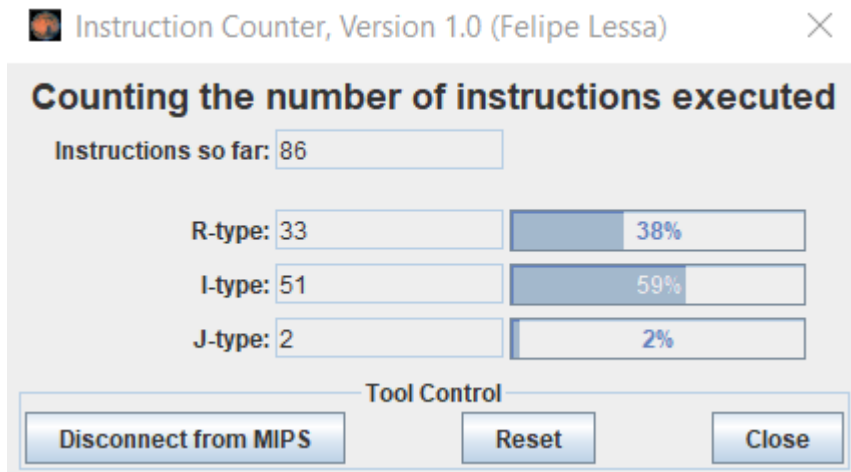 Instruction Counter, Version 1.0 (Felipe Lessa)
Counting the number of instructions executed
Instructions so far: 86
R-type: 33 38%
I-type: 51 59%
J-type: 2 2%
Tool Control
Disconnect from MIPS Reset Close